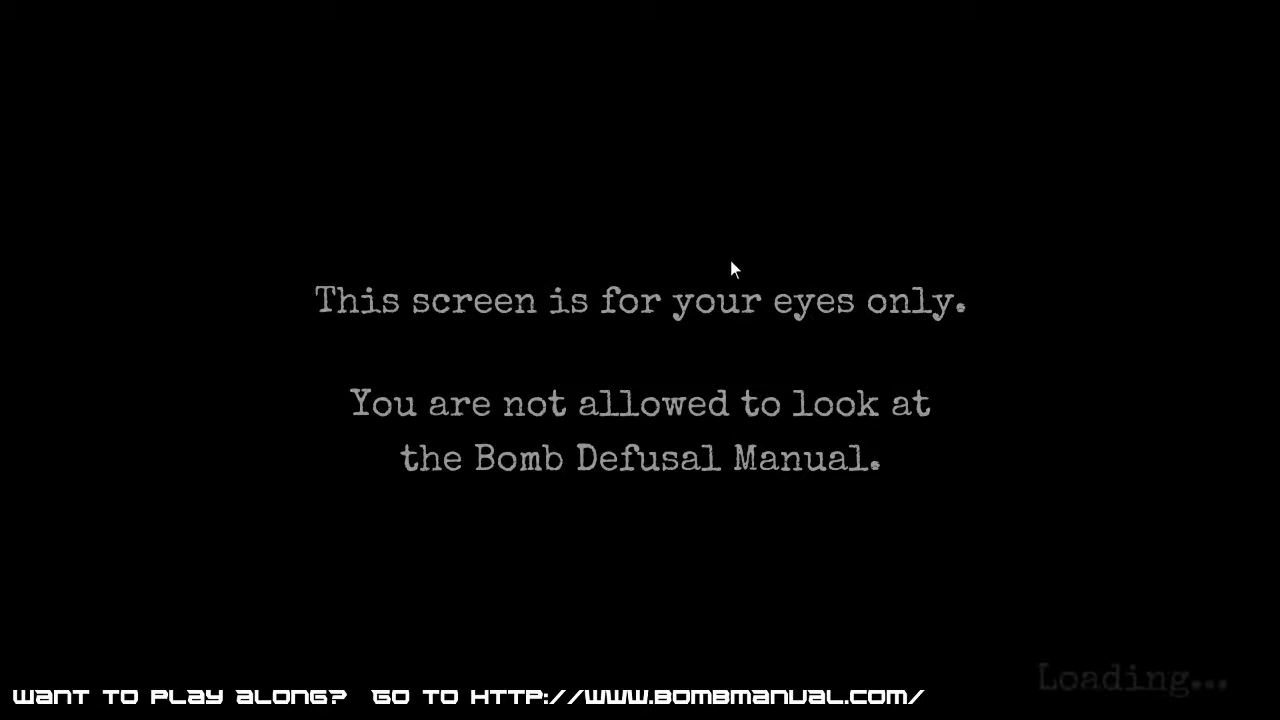 This screen is for your eyes only.
You are not allowed to look at
the Bomb Defusal Manual.
Loading...
WANT TO PLAY ALONG? GO TO HTTP://WWW.BOMBMANUAL.COM/